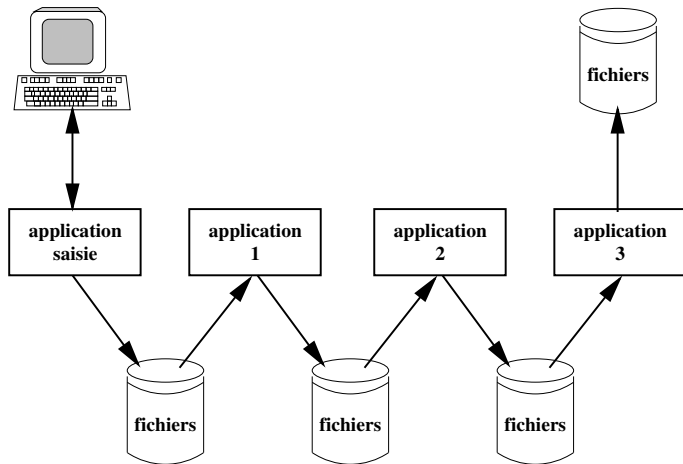 fichiers
application
saisie
application
1
application
2
application
3
fichiers
fichiers
fichiers